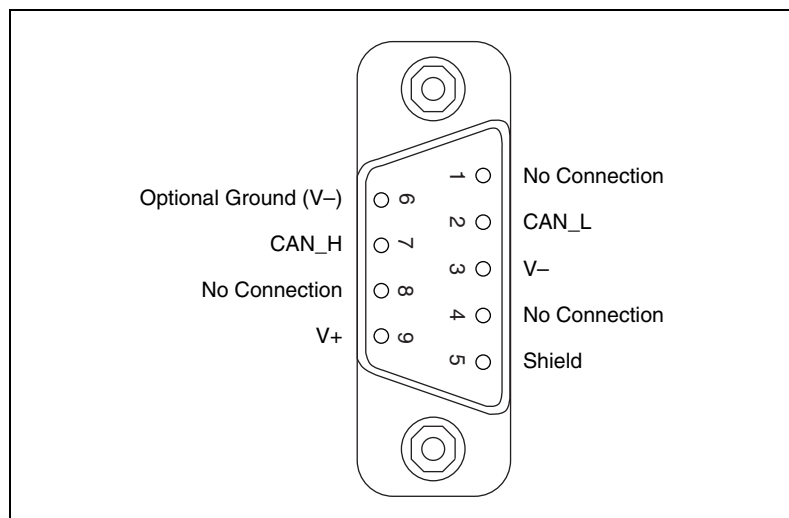 Optional Ground (V–)
CAN_H
No Connection
V+
6
7
8
9
1
2
3
4
5
No Connection
CAN_L
V–
No Connection
Shield